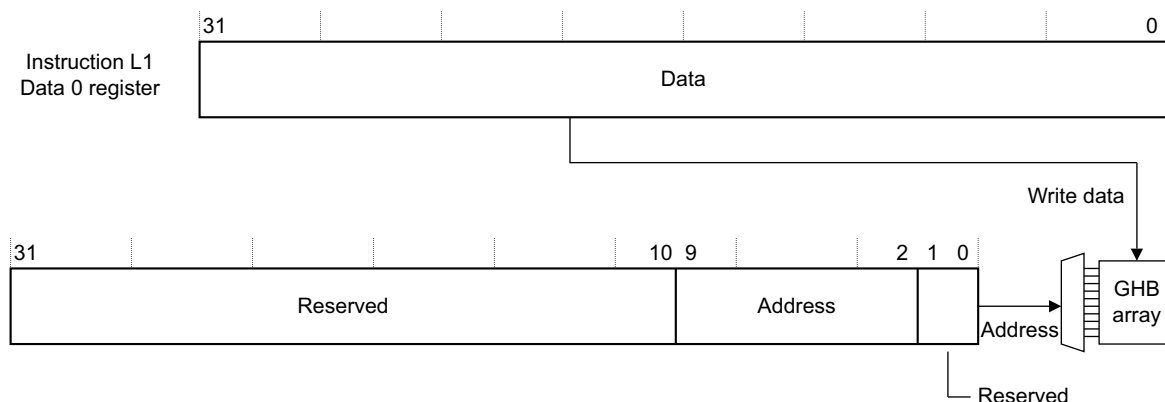 31 0
Instruction L1
Data 0 register
Data
Write data
31 10 9 2 1 0
Reserved
Address
Address
GHB
array
Reserved